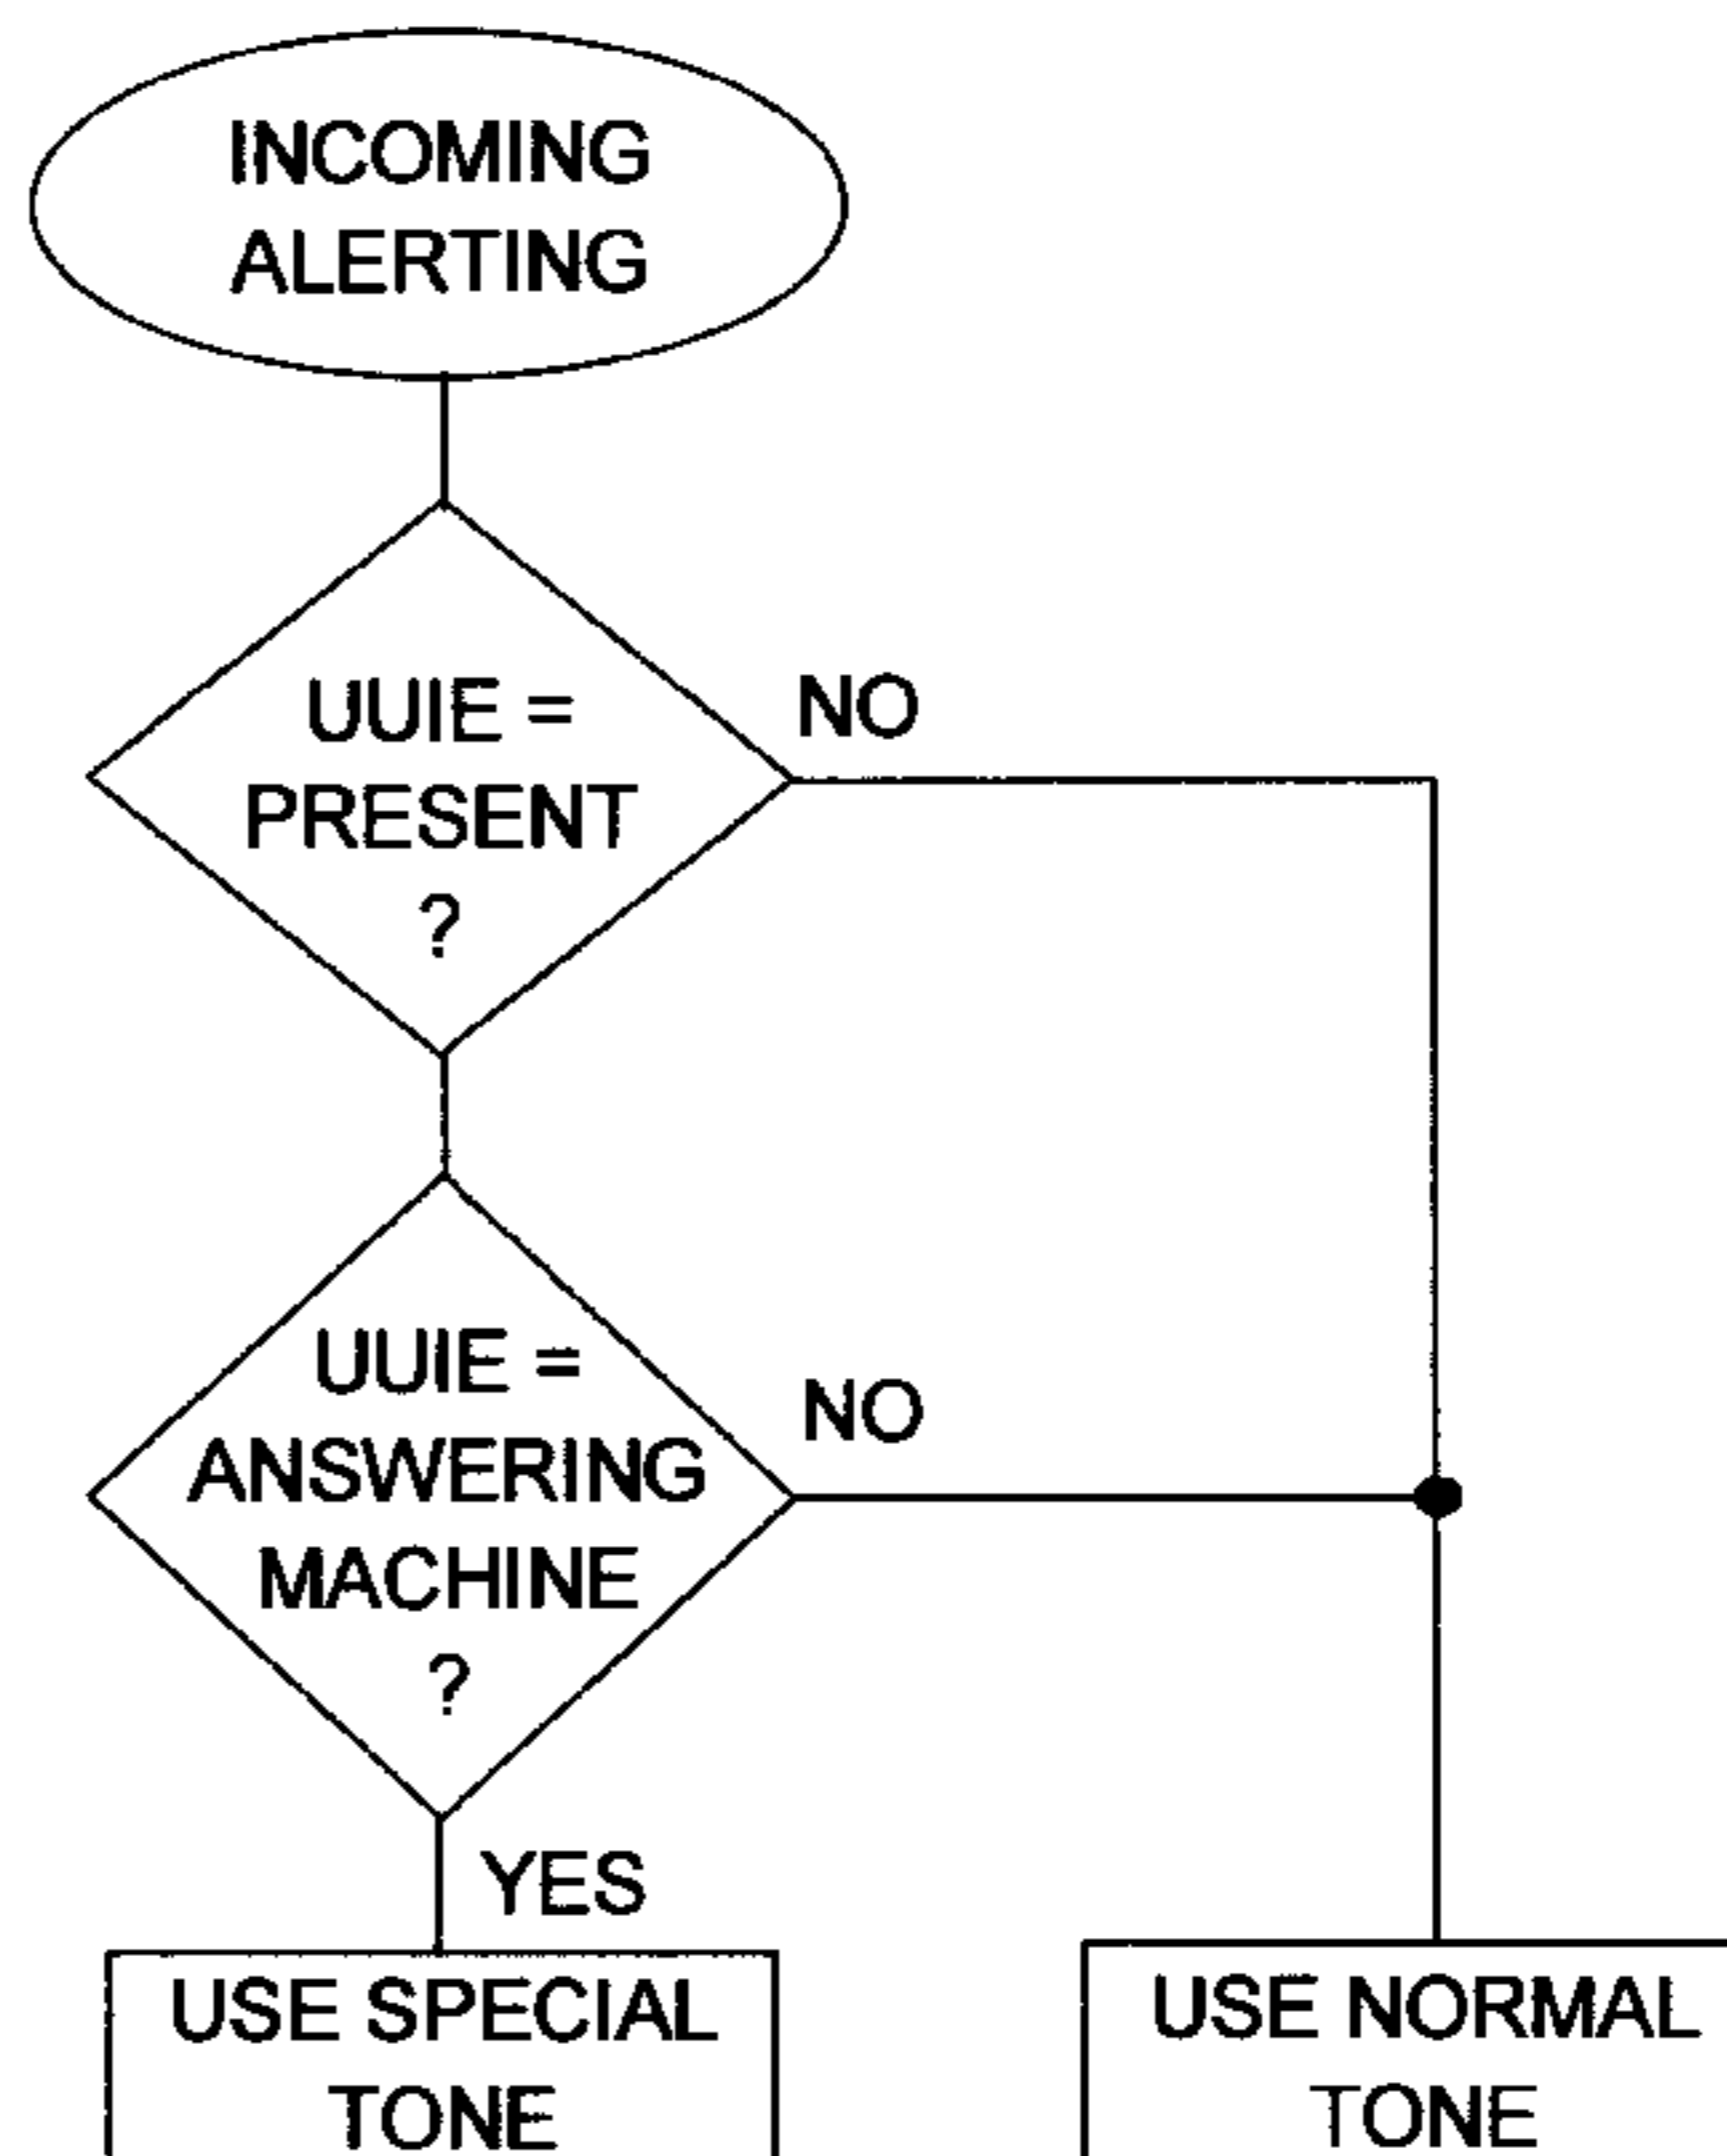 INCOMING
ALERTING
UUIE =
PRESENT
?
NO
UUIE =
ANSWERING
MACHINE
?
NO
YES
USE SPECIAL
TONE
USE NORMAL
TONE